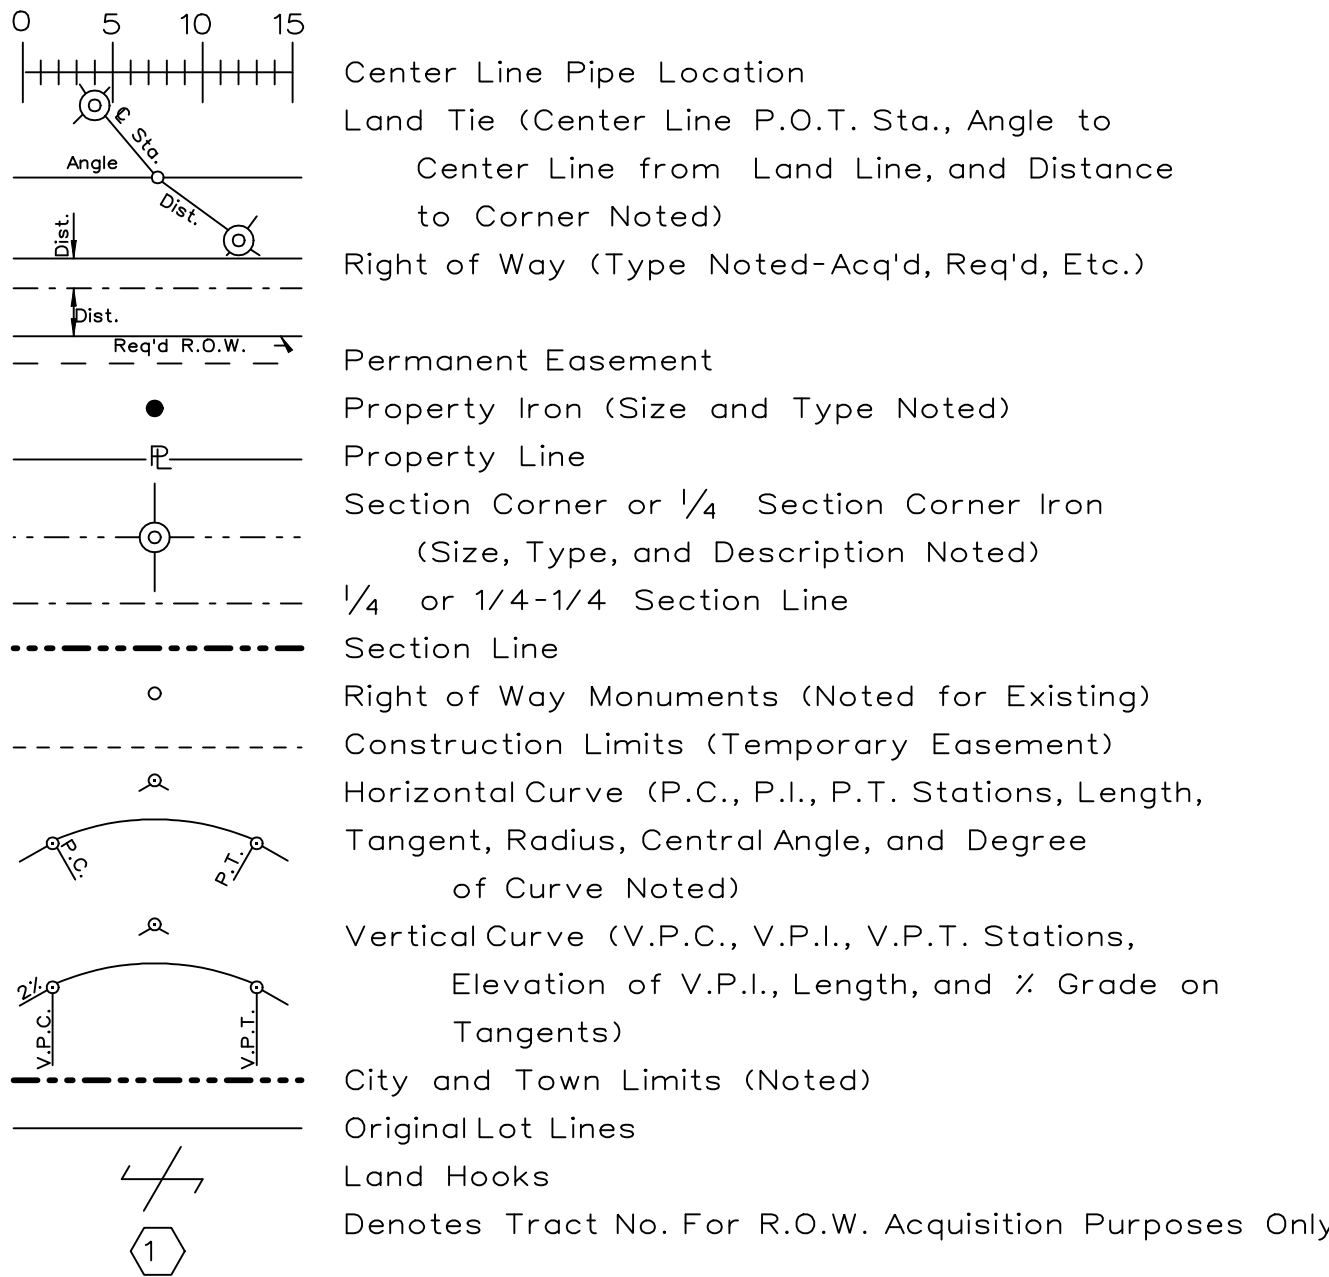 0 5 10 15
Center Line Pipe Location
Land Tie (Center Line P.O.T. Sta., Angle to
℄ Sta.
Angle
Center Line from Land Line, and Distance
Dist.
to Corner Noted)
Dist.
Right of Way (Type Noted-Acq'd, Req'd, Etc.)
Dist.
Req'd R.O.W.
Permanent Easement
Property Iron (Size and Type Noted)
PL
Property Line
Section Corner or 1/4 Section Corner Iron
(Size, Type, and Description Noted)
1/4 or 1/4-1/4 Section Line
Section Line
Right of Way Monuments (Noted for Existing)
Construction Limits (Temporary Easement)
Horizontal Curve (P.C., P.I., P.T. Stations, Length,
Tangent, Radius, Central Angle, and Degree
P.C. P.T.
of Curve Noted)
Vertical Curve (V.P.C., V.P.I., V.P.T. Stations,
2%
Elevation of V.P.I., Length, and % Grade on
V.P.C. V.P.T.
Tangents)
City and Town Limits (Noted)
Original Lot Lines
Land Hooks
Denotes Tract No. For R.O.W. Acquisition Purposes Only
1